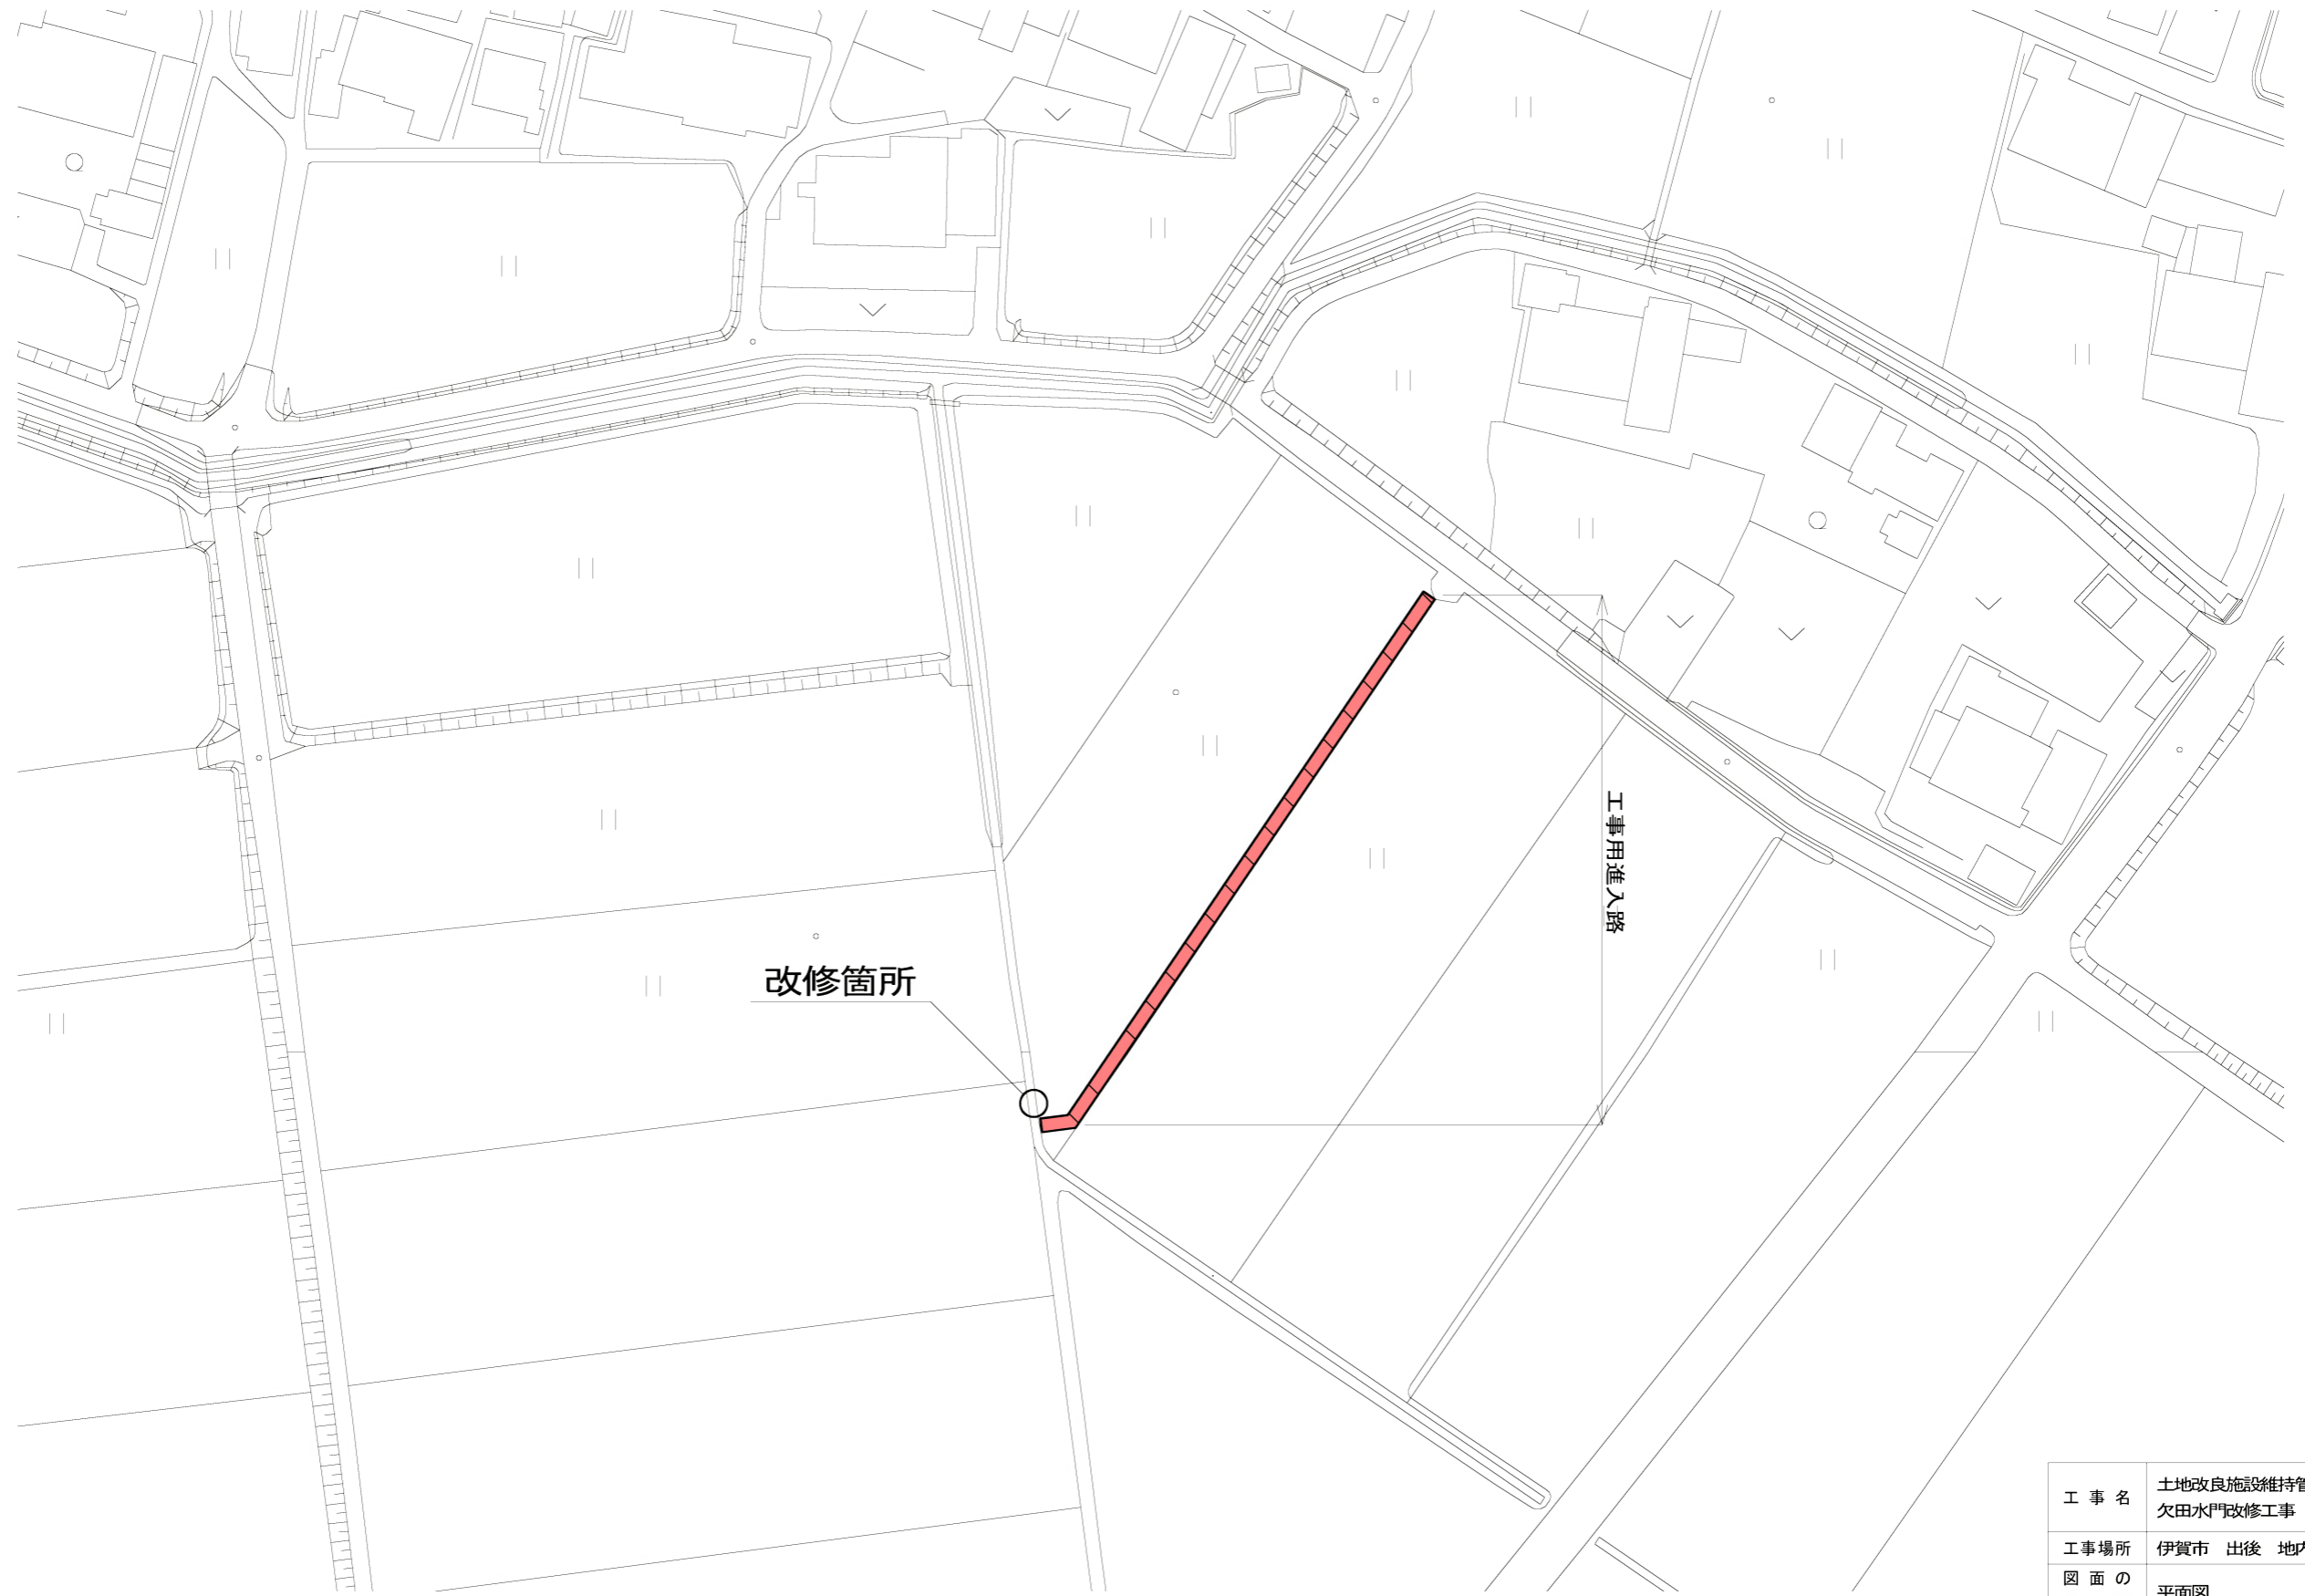 工事用進入路
改修箇所
工事名 土地改良施設維持管
欠田水門改修工事
工事場所 伊賀市 出後 地内
図面の
平面図